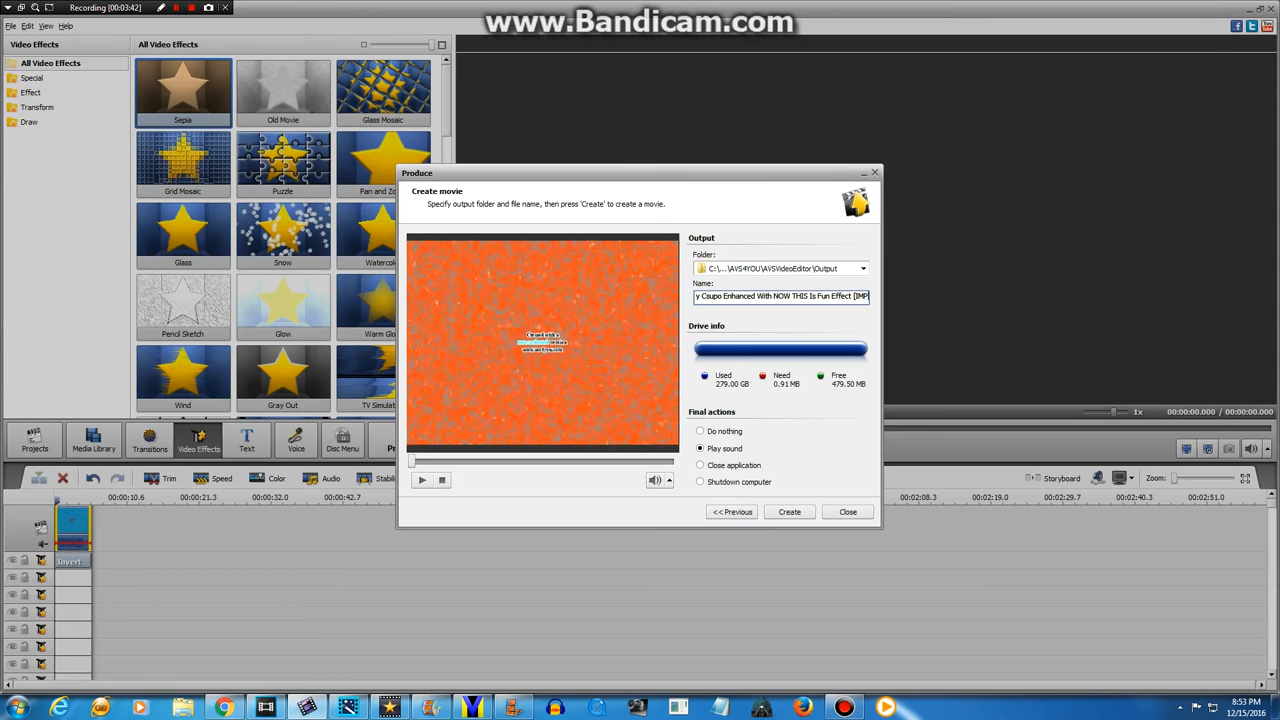 Recording [00:03:42]
www.Bandicam.com
File Edit View Help
Video Effects
All Video Effects
All Video Effects
Special
Effect
Transform
Draw
Sepia
Old Movie
Glass Mosaic
Grid Mosaic
Puzzle
Pan and Zo
Glass
Snow
Watercolo
Pencil Sketch
Glow
Warm Glo
Wind
Gray Out
TV Simulat
Produce
Create movie
Specify output folder and file name, then press 'Create' to create a movie.
Output
Folder:
C:\...\AVS4YOU\AVSVideoEditor\Output
Name:
y Csupo Enhanced With NOW THIS Is Fun Effect [IMP
Drive info
Used
279.00 GB
Need
0.91 MB
Free
479.50 MB
Final actions
Do nothing
Play sound
Close application
Shutdown computer
<< Previous
Create
Close
Created with a
www.avs4you.com
1x
00:00:00.000 / 00:00:00.000
Projects
Media Library
Transitions
Video Effects
Text
Voice
Disc Menu
Trim
Speed
Color
Audio
Storyboard
Zoom:
00:00:10.6
00:00:21.3
00:00:32.0
00:00:42.7
00:02:08.3
00:02:19.0
00:02:29.7
00:02:40.3
00:02:51.0
Invert
8:53 PM
12/15/2016